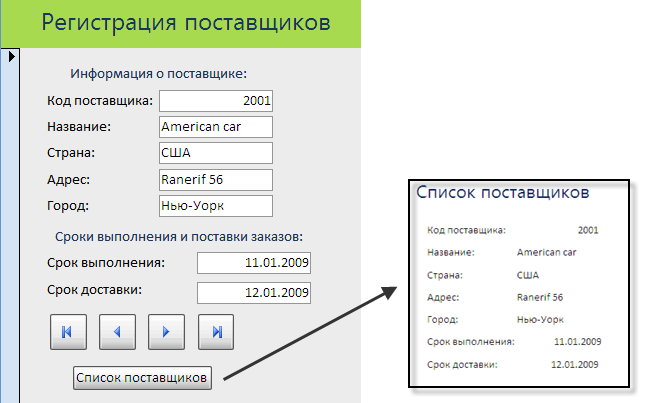 Регистрация поставщиков
Информация о поставщике:
Код поставщика: 2001
Название: American car
Страна: США
Адрес: Ranerif 56
Город: Нью-Уорк
Сроки выполнения и поставки заказов:
Срок выполнения: 11.01.2009
Срок доставки: 12.01.2009
Список поставщиков
Список поставщиков
Код поставщика: 2001
Название: American car
Страна: США
Адрес: Ranerif 56
Город: Нью-Уорк
Срок выполнения: 11.01.2009
Срок доставки: 12.01.2009